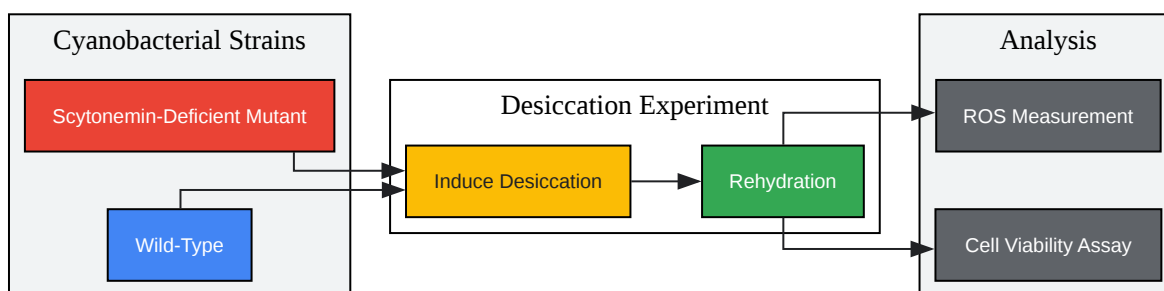 Cyanobacterial Strains
Scytonemin-Deficient Mutant
Wild-Type
Desiccation Experiment
Induce Desiccation
Rehydration
Analysis
ROS Measurement
Cell Viability Assay